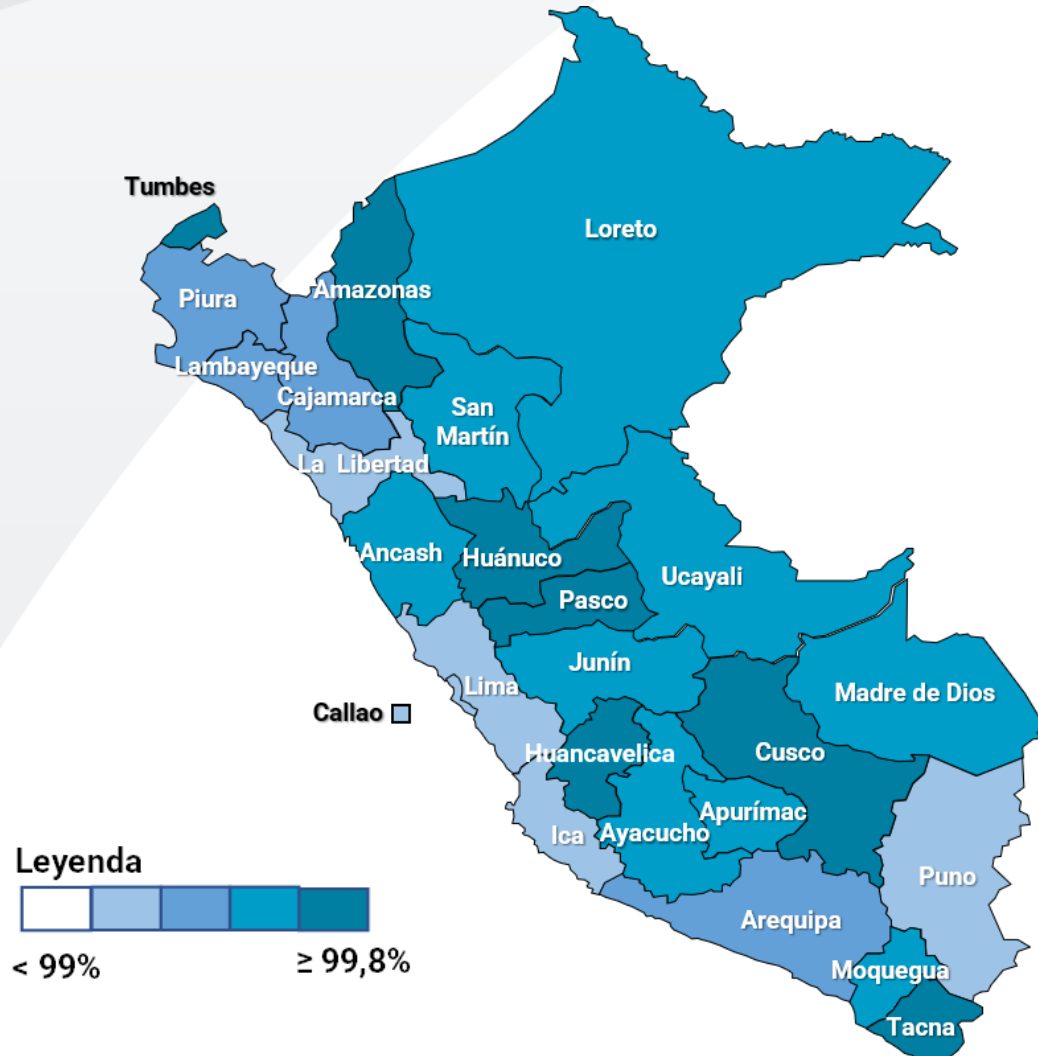 Tumbes
Loreto
Amazonas
Piura
Lambayeque
Cajamarca
San
Martín
La Libertad
Ancash
Huánuco
Ucayali
Pasco
Junín
Lima
Madre de Dios
Callao
Huancavelica
Cusco
Apurímac
Ica
Ayacucho
Puno
Arequipa
Moquegua
Tacna
Leyenda
< 99%
≥ 99,8%